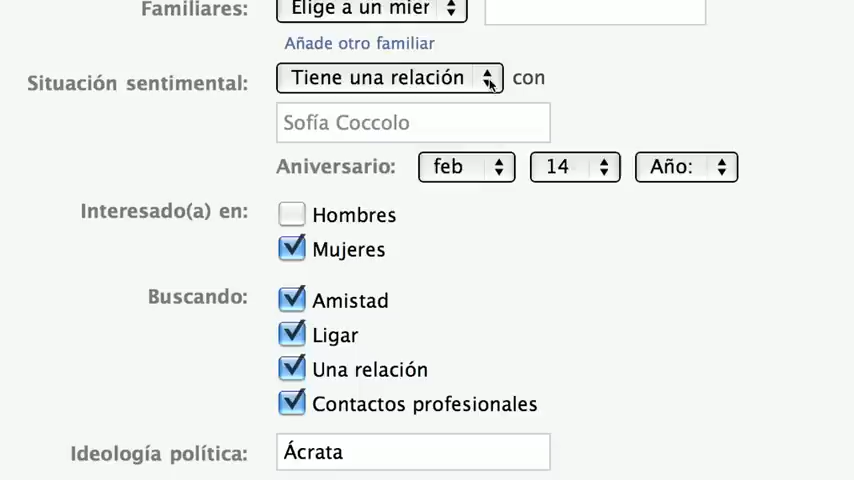 Familiares: Elige a un mier
Añade otro familiar
Situación sentimental: Tiene una relación con
Sofía Coccolo
Aniversario: feb 14 Año:
Interesado(a) en: Hombres
Mujeres
Buscando: Amistad
Ligar
Una relación
Contactos profesionales
Ideología política: Ácrata